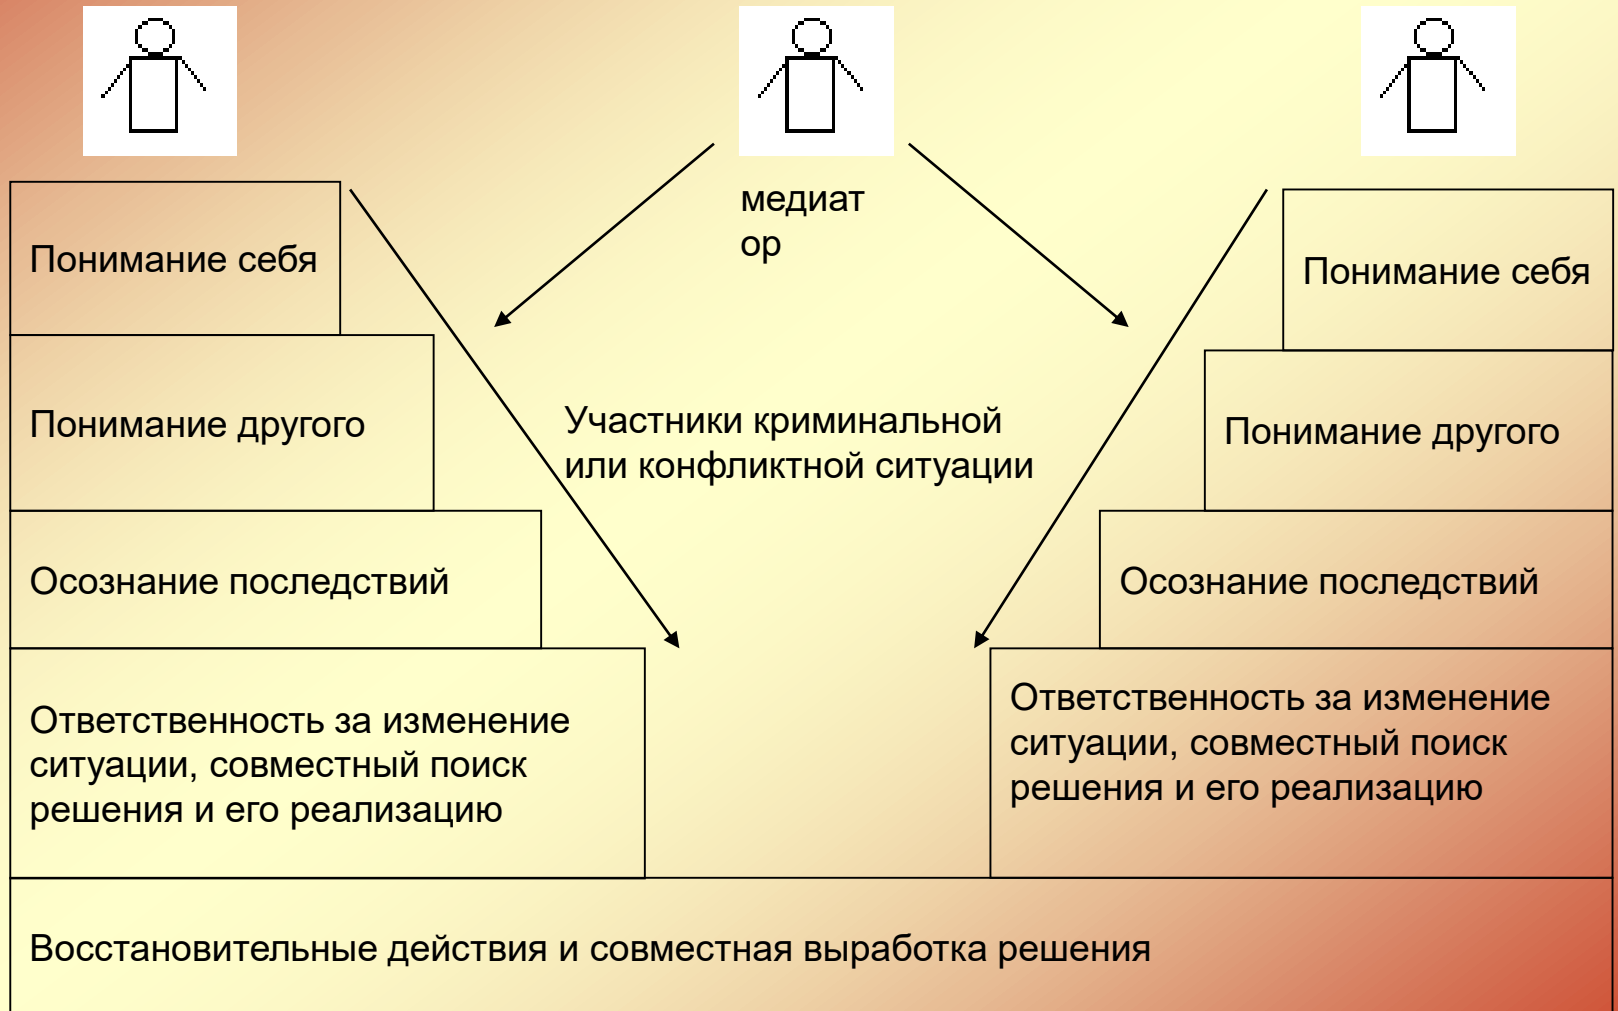 медиат
ор
Понимание себя
Понимание себя
Понимание другого
Участники криминальной
или конфликтной ситуации
Понимание другого
Осознание последствий
Осознание последствий
Ответственность за изменение
ситуации, совместный поиск
решения и его реализацию
Ответственность за изменение
ситуации, совместный поиск
решения и его реализацию
Восстановительные действия и совместная выработка решения